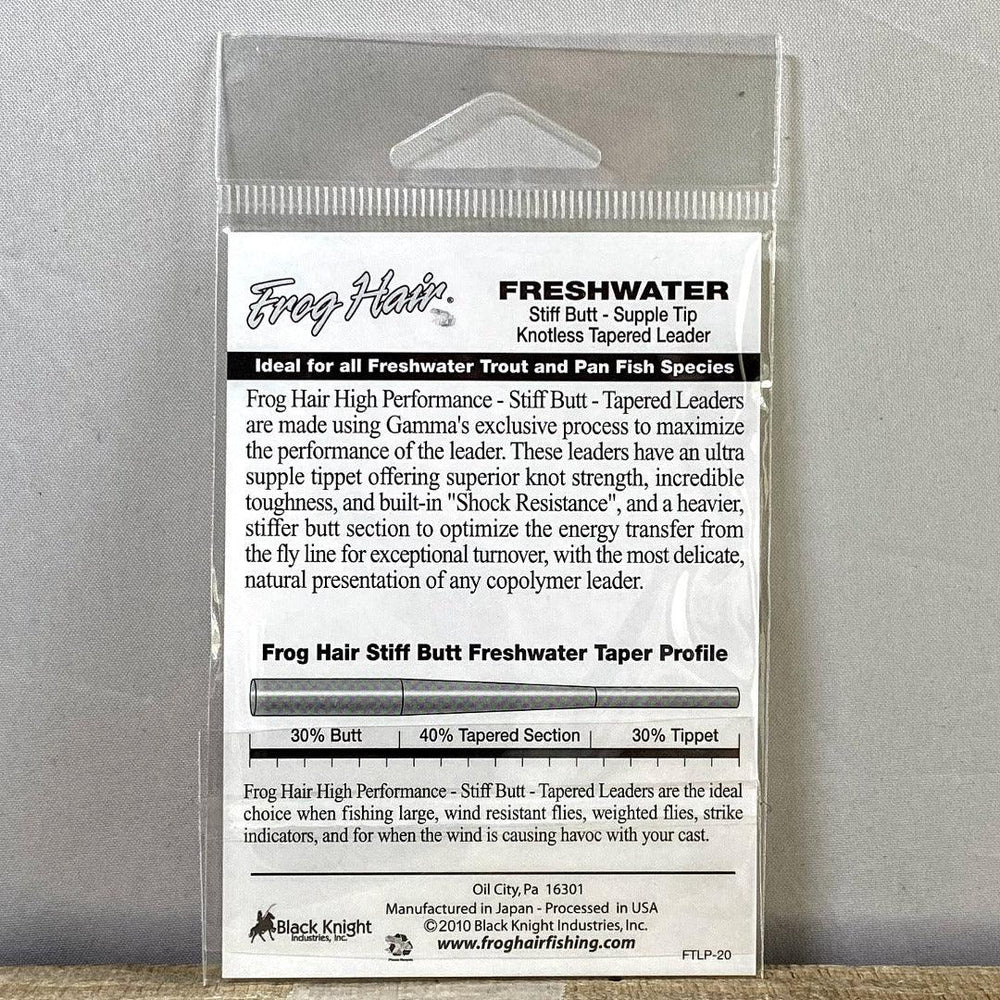 Frog Hair®
FRESHWATER
Stiff Butt - Supple Tip
Knotless Tapered Leader
Ideal for all Freshwater Trout and Pan Fish Species
Frog Hair High Performance - Stiff Butt - Tapered Leaders
are made using Gamma's exclusive process to maximize
the performance of the leader. These leaders have an ultra
supple tippet offering superior knot strength, incredible
toughness, and built-in "Shock Resistance", and a heavier,
stiffer butt section to optimize the energy transfer from
the fly line for exceptional turnover, with the most delicate,
natural presentation of any copolymer leader.
Frog Hair Stiff Butt Freshwater Taper Profile
30% Butt 40% Tapered Section 30% Tippet
Frog Hair High Performance - Stiff Butt - Tapered Leaders are the ideal
choice when fishing large, wind resistant flies, weighted flies, strike
indicators, and for when the wind is causing havoc with your cast.
Oil City,Pa 16301
Manufactured in Japan - Processed in USA
©2010 Black Knight Industries, Inc.
www.froghairfishing.com
Black Knight
Industries, Inc.
Please Recycle
FTLP-20